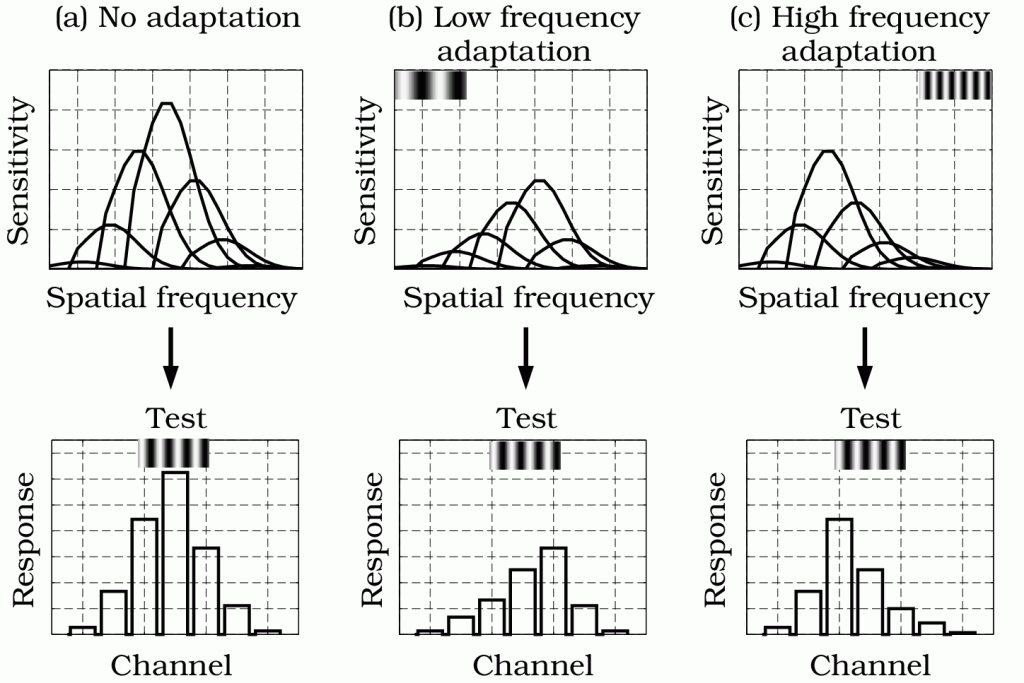 (a) No adaptation
(b) Low frequency
adaptation
(c) High frequency
adaptation
Sensitivity
Sensitivity
Sensitivity
Spatial frequency
Spatial frequency
Spatial frequency
Test
Test
Test
Response
Response
Response
Channel
Channel
Channel